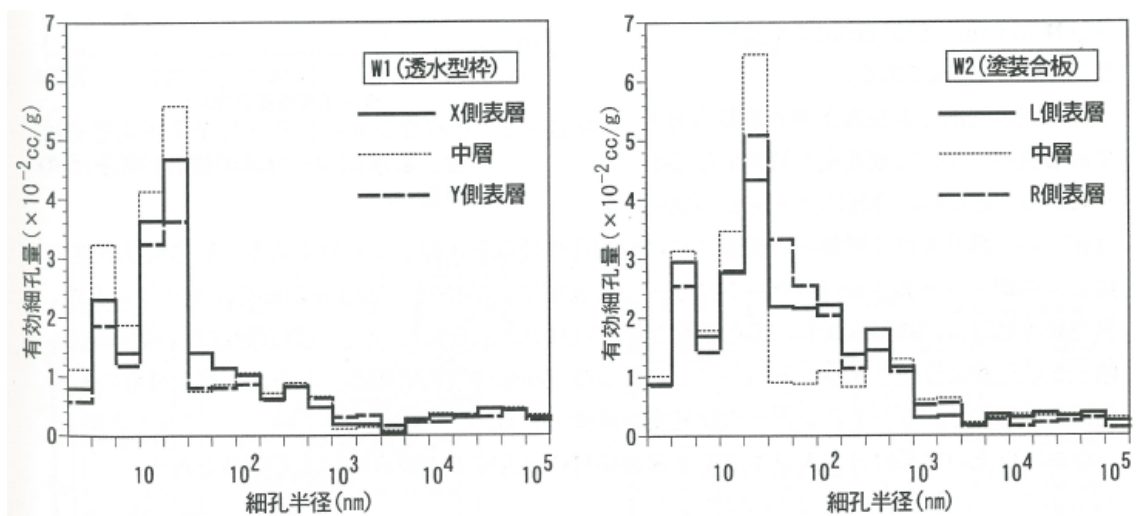 7
6
5
4
3
2
1
0
有効細孔量(×10⁻²cc/g)
W1(透水型枠)
X側表層
中層
Y側表層
10
10²
10³
10⁴
10⁵
細孔半径(nm)
7
6
5
4
3
2
1
0
有効細孔量(×10⁻²cc/g)
W2(塗装合板)
L側表層
中層
R側表層
10
10²
10³
10⁴
10⁵
細孔半径(nm)